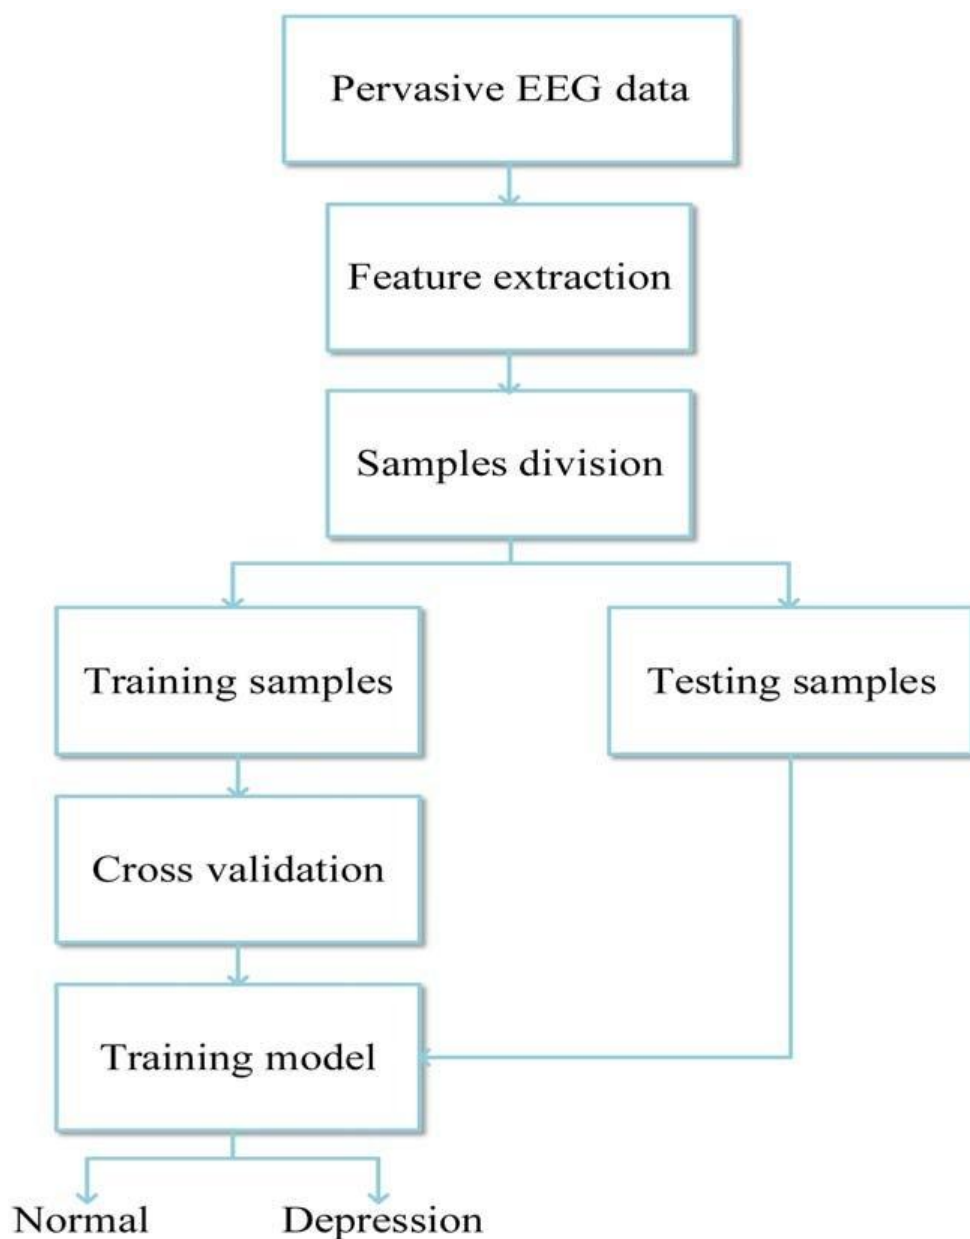 Pervasive EEG data
Feature extraction
Samples division
Training samples
Testing samples
Cross validation
Training model
Normal
Depression